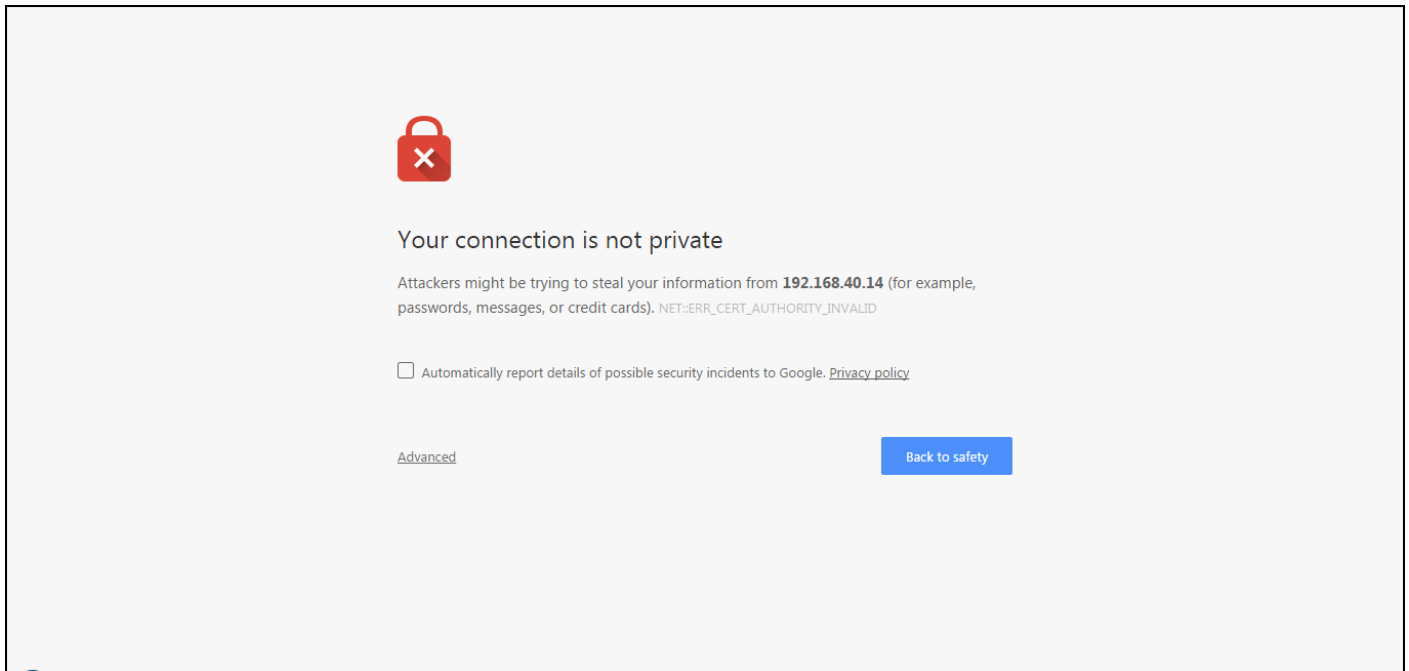 Your connection is not private
Attackers might be trying to steal your information from 192.168.40.14 (for example,
passwords, messages, or credit cards). NET::ERR_CERT_AUTHORITY_INVALID
Automatically report details of possible security incidents to Google. Privacy policy
Advanced
Back to safety